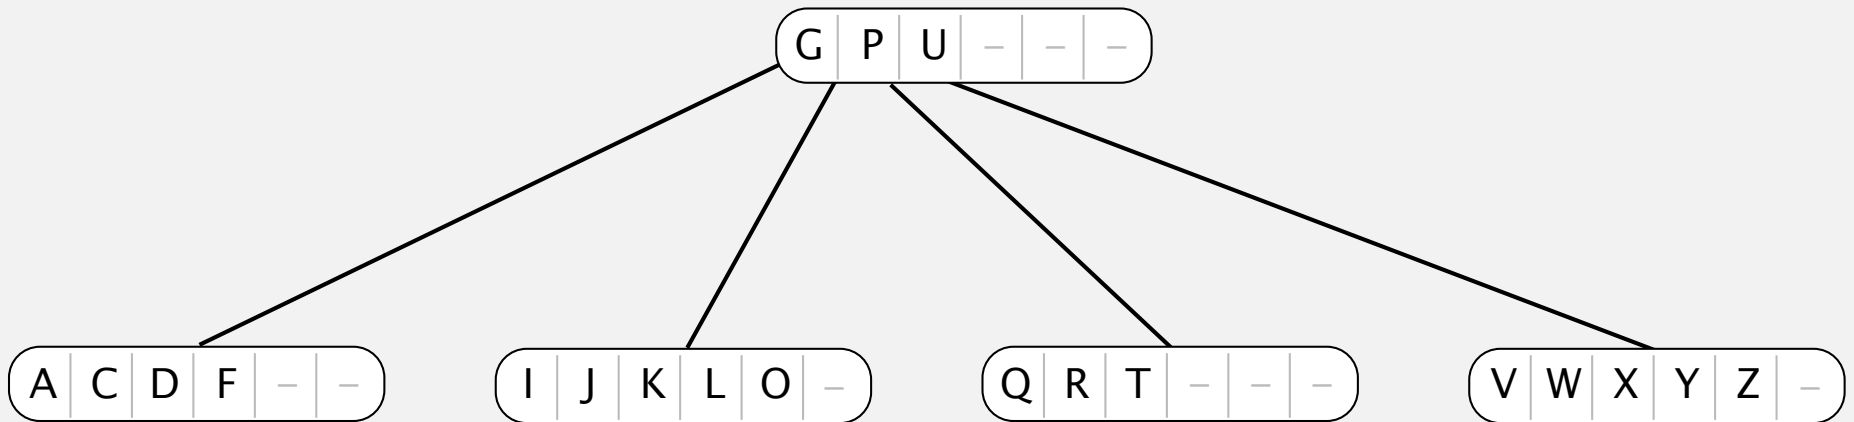 G P U – – –
A C D F – –
I J K L O –
Q R T – – –
V W X Y Z –